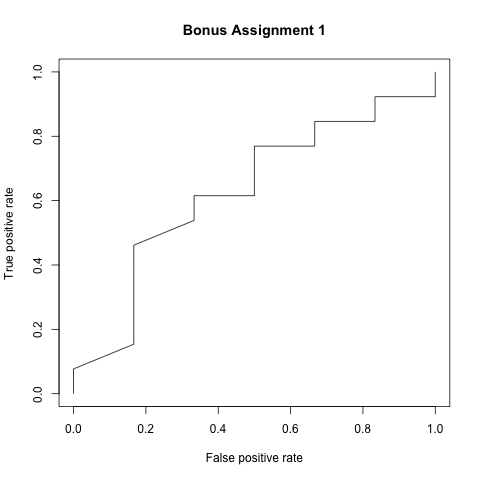 Bonus Assignment 1
True positive rate
1.0
0.8
0.6
0.4
0.2
0.0
0.0 0.2 0.4 0.6 0.8 1.0
False positive rate